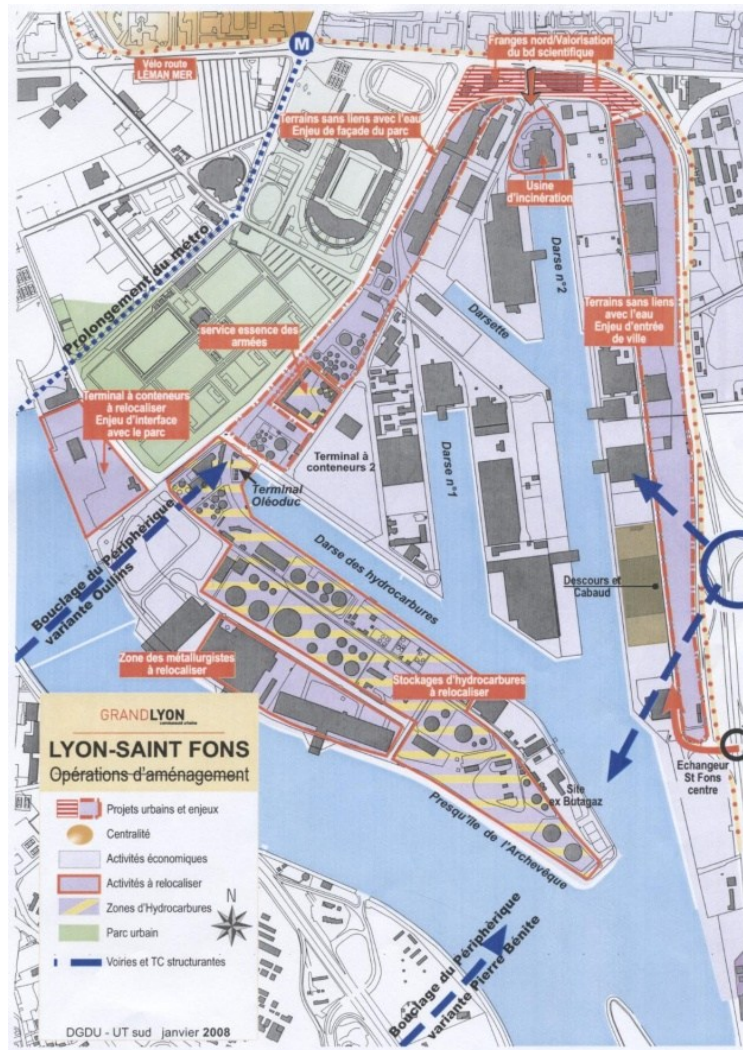 Franges nord/Valorisation
du bd scientifique
M
Vélo route
LÉMAN MER
Terrains sans liens avec l'eau
Enjeu de façade du parc
Usine
d'incinération
Darse n°2
Prolongement du métro
Darsette
Terrains sans liens
avec l'eau
Enjeu d'entrée
de ville
service essence des
armées
Terminal à conteneurs
à relocaliser
Enjeu d'interface
avec le parc
Terminal à
conteneurs 2
Darse n°1
Terminal
Oléoduc
Bouclage du Périphèrique
variante Oullins
Darse des hydrocarbures
Descours et
Cabaud
Zone des métallurgistes
à relocaliser
Stockages d'hydrocarbures
à relocaliser
Echangeur
St Fons
centre
Site
ex Butagaz
Presqu'île de l'Archevêque
Bouclage du Périphèrique
variante Pierre Bénite
GRANDLYON
LYON-SAINT FONS
Opérations d'aménagement
Projets urbains et enjeux
Centralité
Activités économiques
Activités à relocaliser
Zones d'Hydrocarbures
Parc urbain
Voiries et TC structurantes
N
DGDU - UT sud janvier 2008